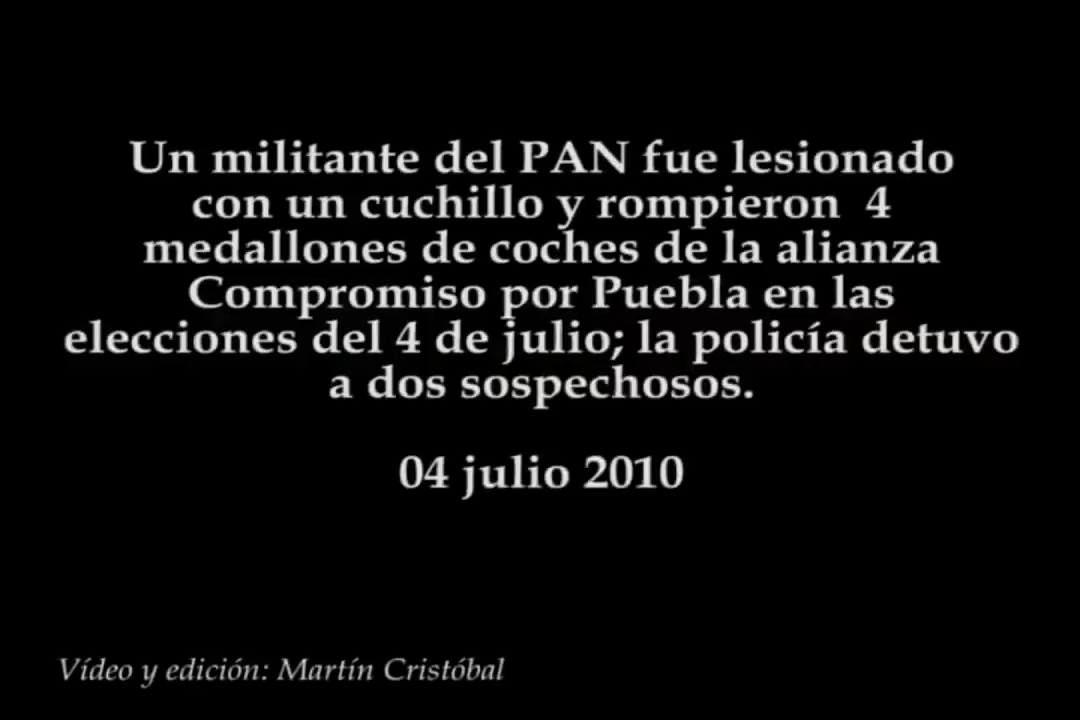 Un militante del PAN fue lesionado
con un cuchillo y rompieron 4
medallones de coches de la alianza
Compromiso por Puebla en las
elecciones del 4 de julio; la policía detuvo
a dos sospechosos.
04 julio 2010
Vídeo y edición: Martín Cristóbal